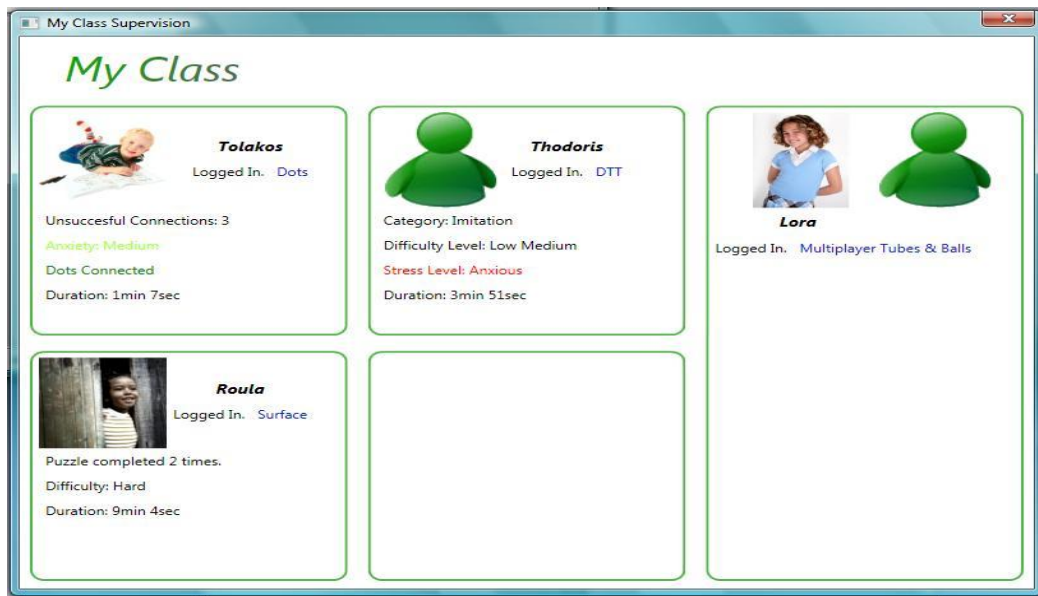 My Class Supervision
My Class
Tolakos
Logged In. Dots
Unsuccesful Connections: 3
Anxiety: Medium
Dots Connected
Duration: 1min 7sec
Thodoris
Logged In. DTT
Category: Imitation
Difficulty Level: Low Medium
Stress Level: Anxious
Duration: 3min 51sec
Lora
Logged In. Multiplayer Tubes & Balls
Roula
Logged In. Surface
Puzzle completed 2 times.
Difficulty: Hard
Duration: 9min 4sec